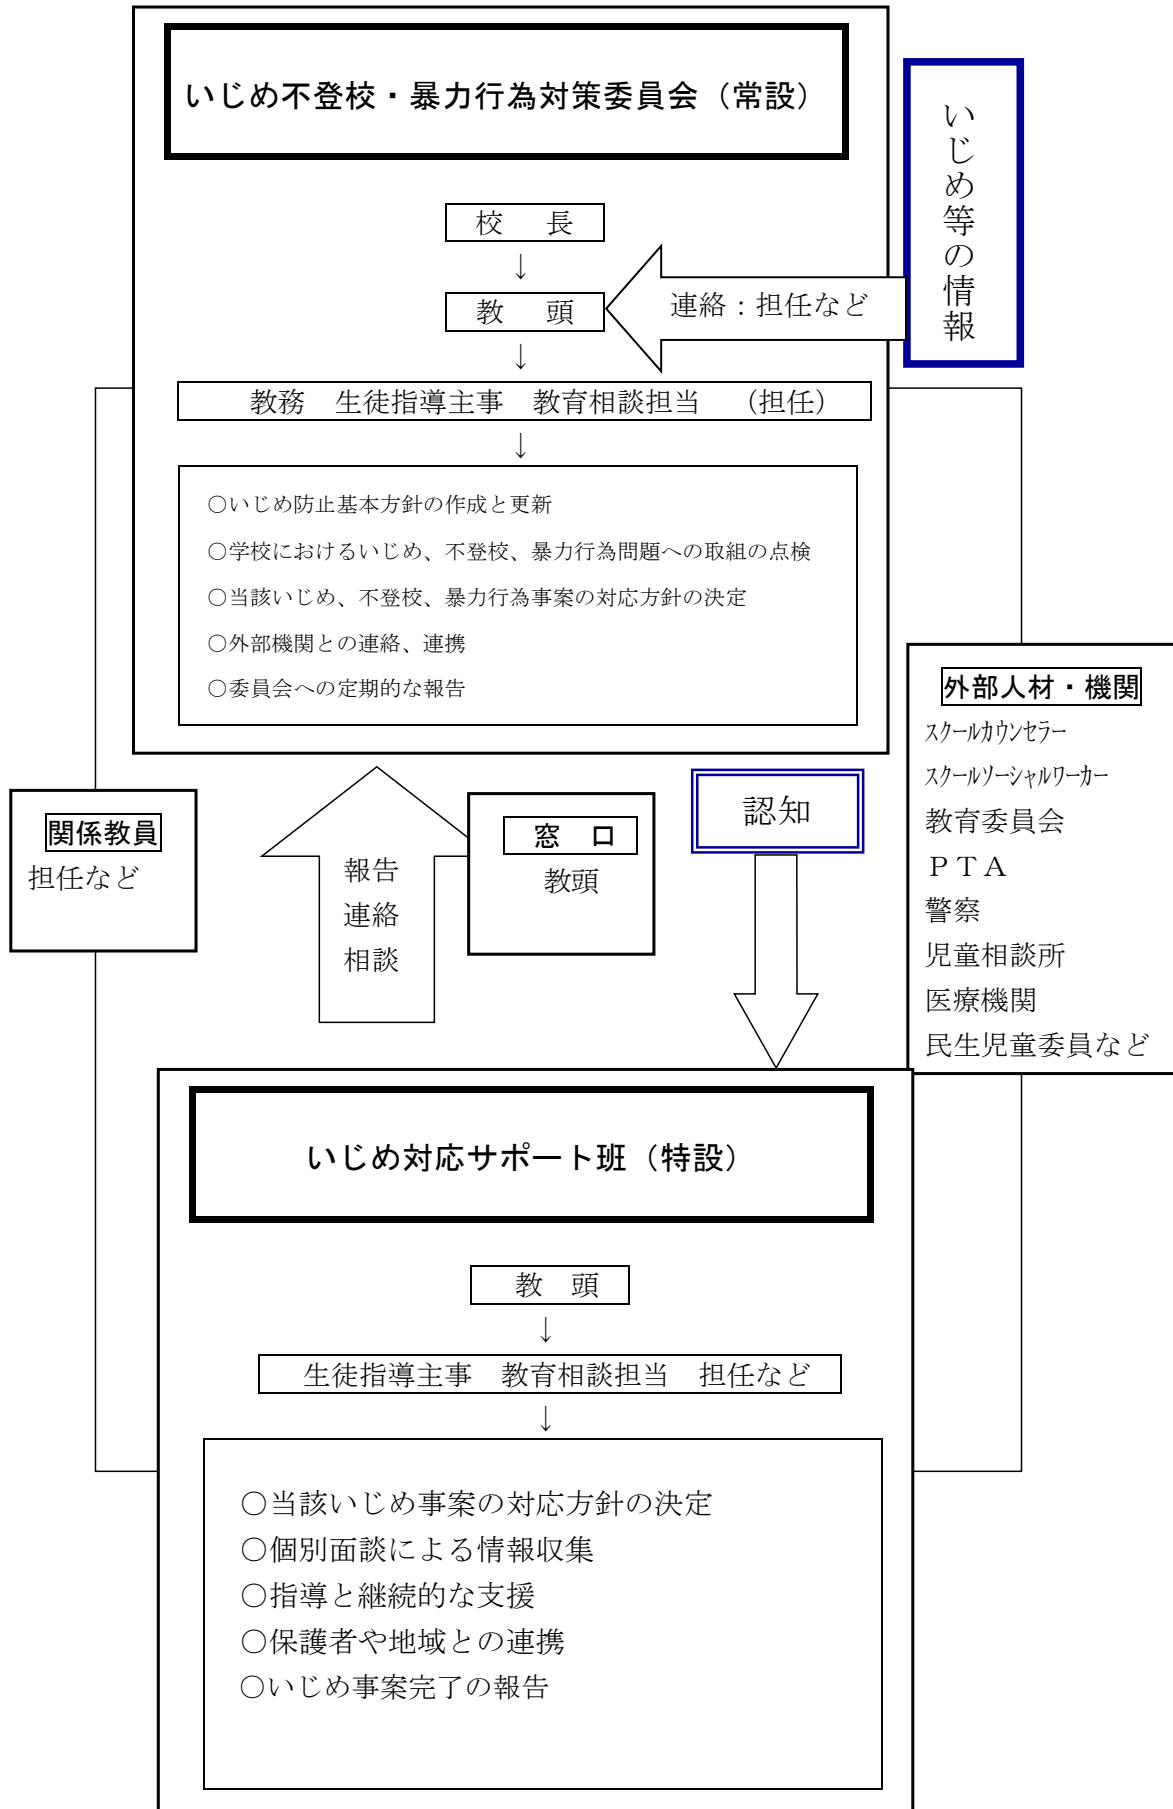 いじめ不登校・暴力行為対策委員会（常設）
いじめ等の情報
校　長
↓
教　頭
連絡：担任など
↓
教務　生徒指導主事　教育相談担当　（担任）
↓
○いじめ防止基本方針の作成と更新
○学校におけるいじめ、不登校、暴力行為問題への取組の点検
○当該いじめ、不登校、暴力行為事案の対応方針の決定
○外部機関との連絡、連携
○委員会への定期的な報告
外部人材・機関
スクールカウンセラー
スクールソーシャルワーカー
教育委員会
ＰＴＡ
警察
児童相談所
医療機関
民生児童委員など
関係教員
担任など
報告
連絡
相談
窓　口
教頭
認知
いじめ対応サポート班（特設）
教　頭
↓
生徒指導主事　教育相談担当　担任など
↓
○当該いじめ事案の対応方針の決定
○個別面談による情報収集
○指導と継続的な支援
○保護者や地域との連携
○いじめ事案完了の報告